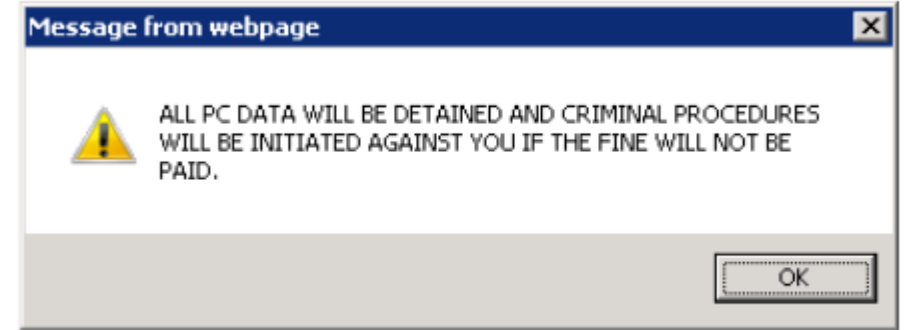 Message from webpage
ALL PC DATA WILL BE DETAINED AND CRIMINAL PROCEDURES
WILL BE INITIATED AGAINST YOU IF THE FINE WILL NOT BE
PAID.
OK